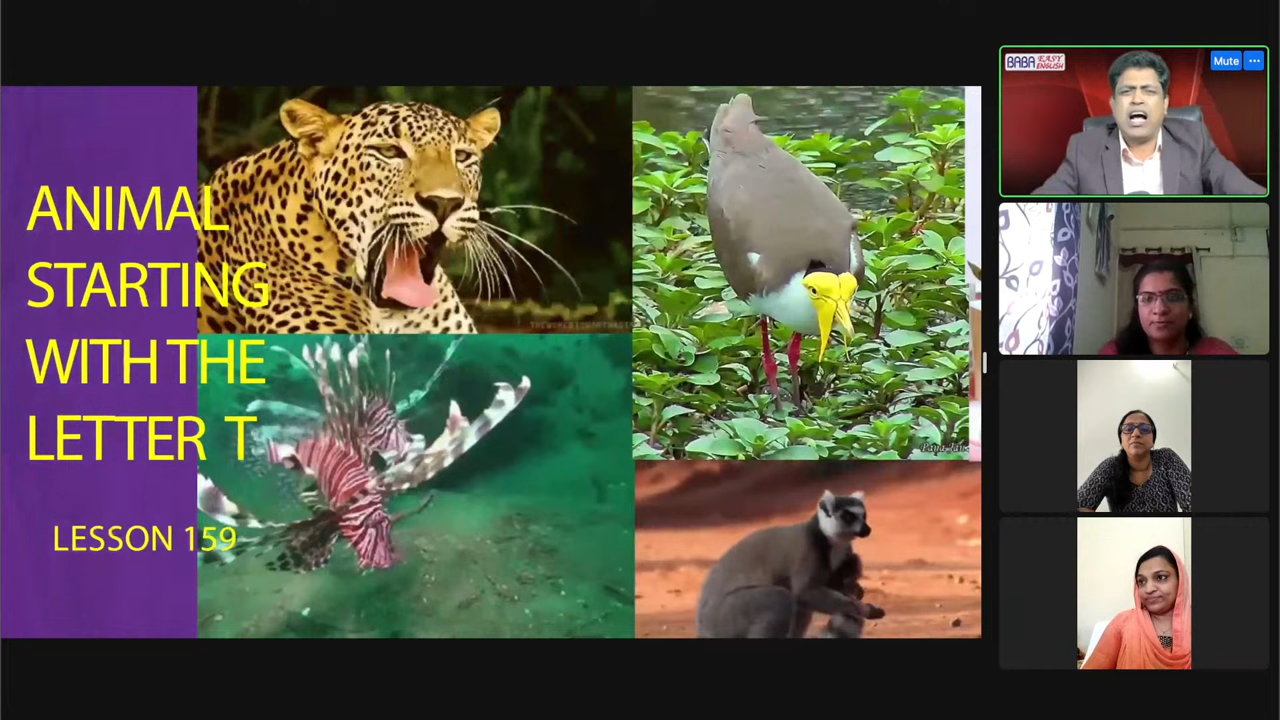 ANIMAL
STARTING
WITH THE
LETTER T
LESSON 159
BABA EASY
ENGLISH
Mute